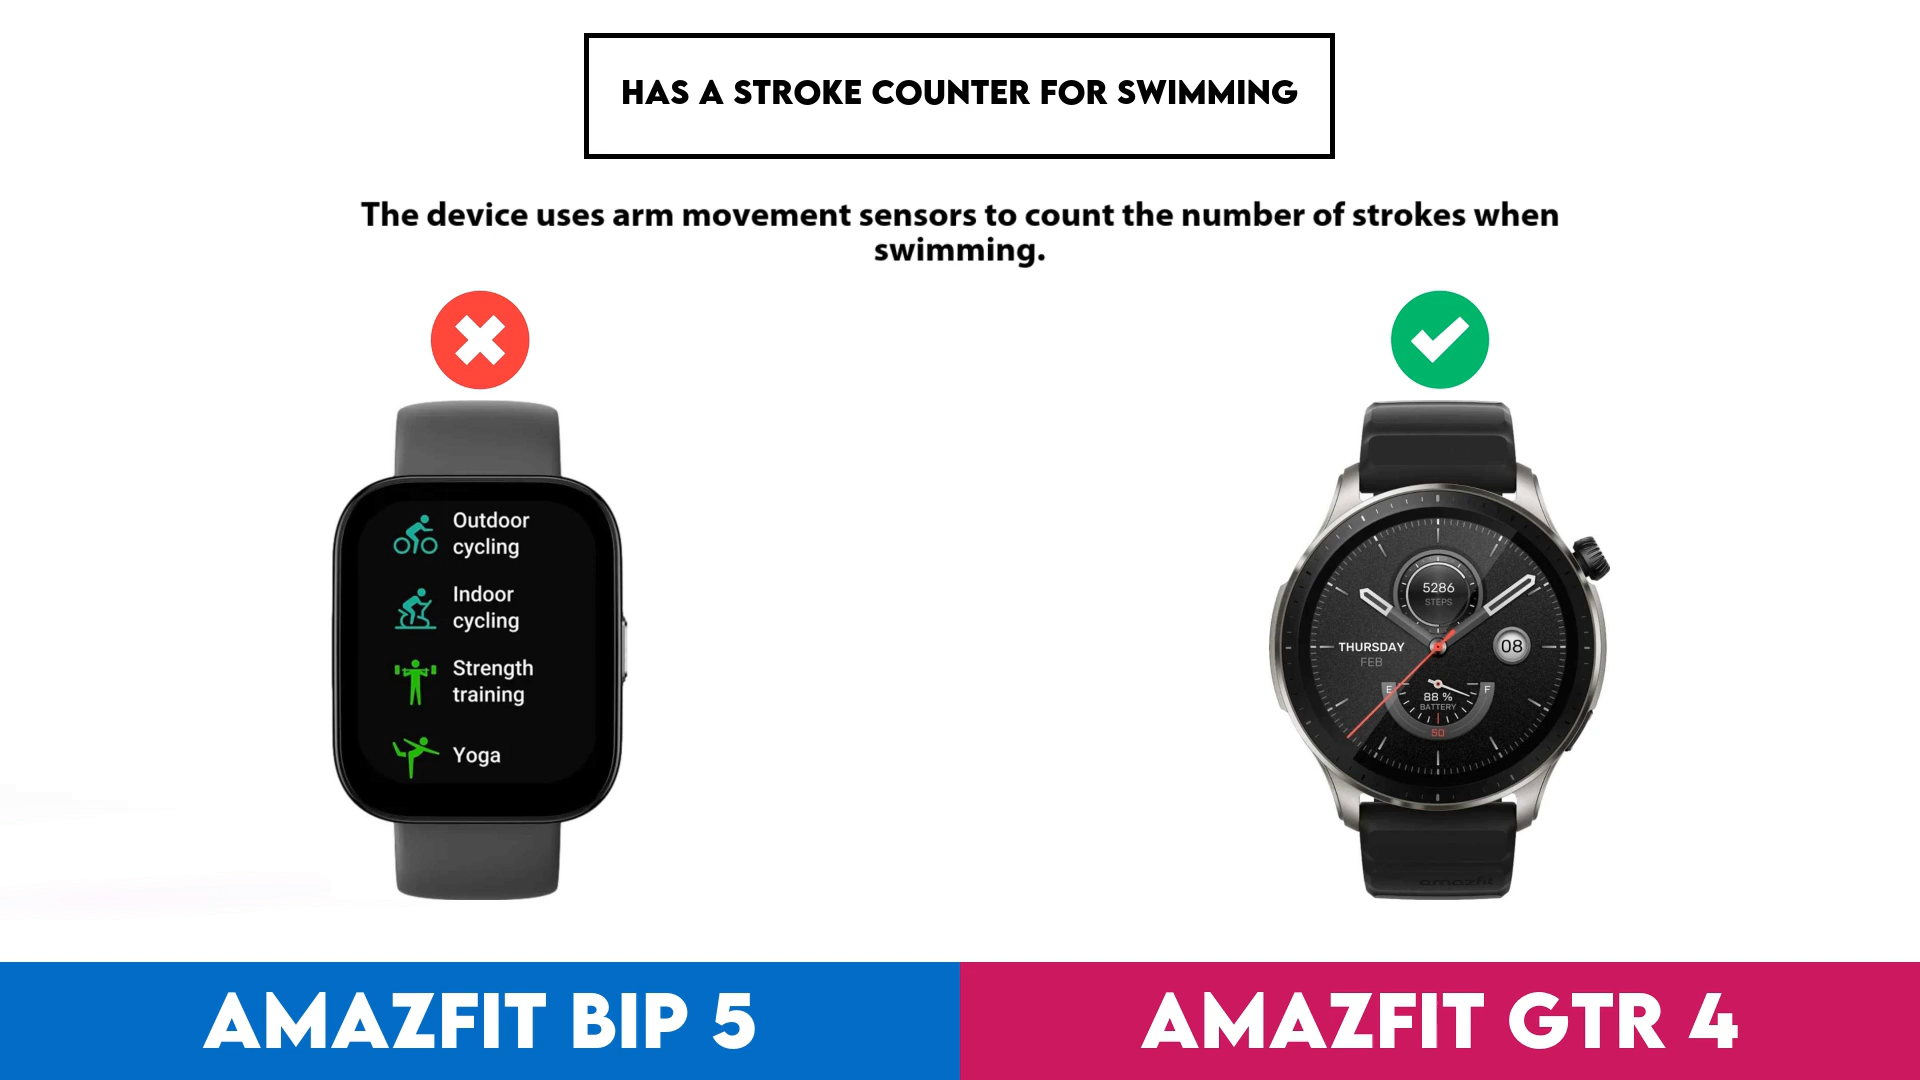 HAS A STROKE COUNTER FOR SWIMMING
The device uses arm movement sensors to count the number of strokes when
swimming.
Outdoor
cycling
Indoor
cycling
Strength
training
Yoga
5286
STEPS
THURSDAY
FEB
08
E
F
88 %
BATTERY
50
amazfit
AMAZFIT BIP 5
AMAZFIT GTR 4